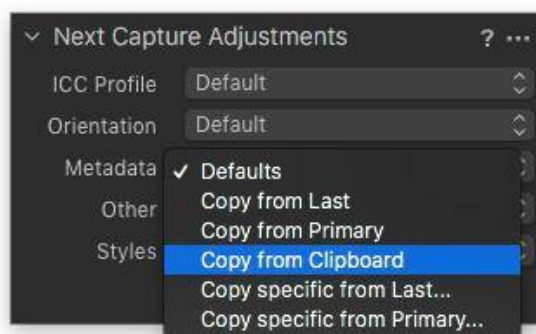 Next Capture Adjustments ? ...
ICC Profile Default
Orientation Default
Metadata ✓ Defaults
Copy from Last
Other Copy from Primary
Styles Copy from Clipboard
Copy specific from Last...
Copy specific from Primary...